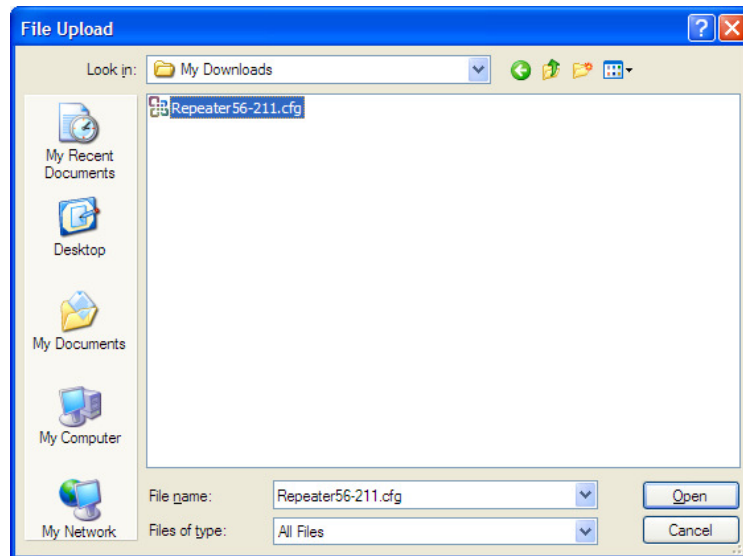 File Upload
Look in: My Downloads
Repeater56-211.cfg
My Recent
Documents
Desktop
My Documents
My Computer
My Network
File name: Repeater56-211.cfg Open
Files of type: All Files Cancel